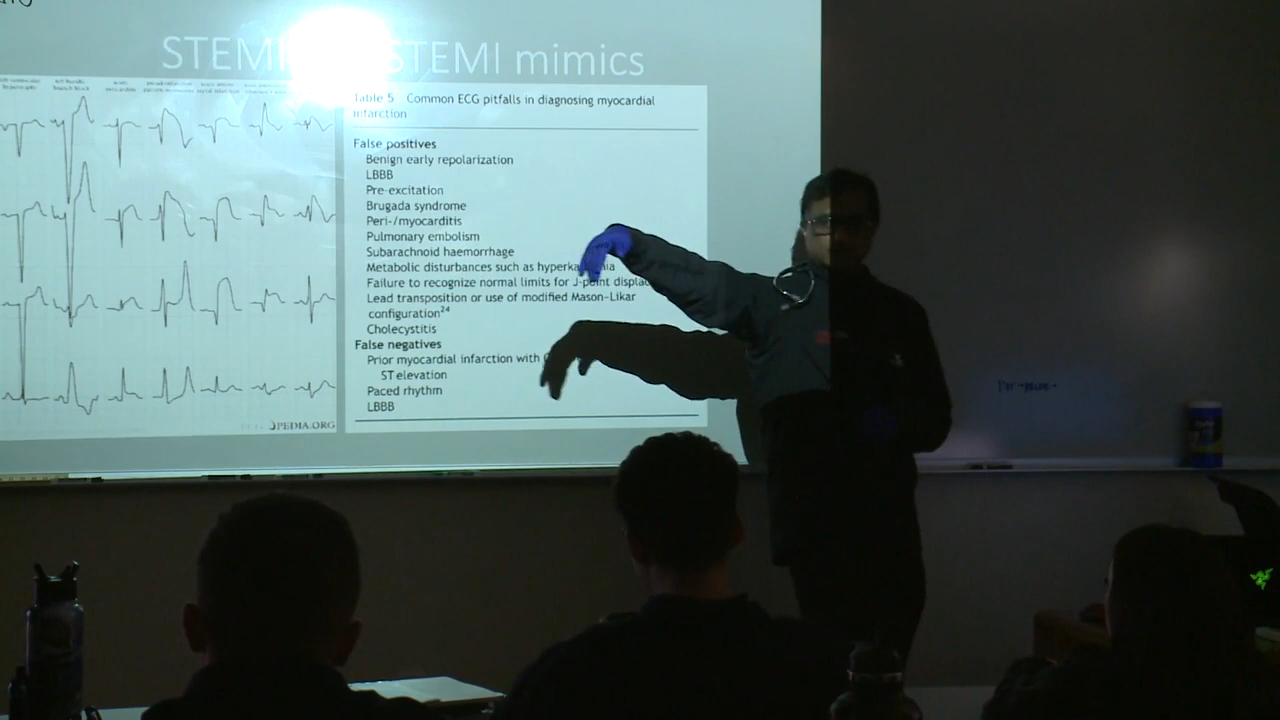 STEMI STEMI mimics
Table 5 Common ECG pitfalls in diagnosing myocardial
infarction
False positives
Benign early repolarization
LBBB
Pre-excitation
Brugada syndrome
Peri-/myocarditis
Pulmonary embolism
Subarachnoid haemorrhage
Metabolic disturbances such as
Failure to recognize normal limits for J-point
Lead transposition or use of modified Mason-Likar
configuration24
Cholecystitis
False negatives
Prior myocardial infarction with
ST elevation
Paced rhythm
LBBB
PEDIA.ORG